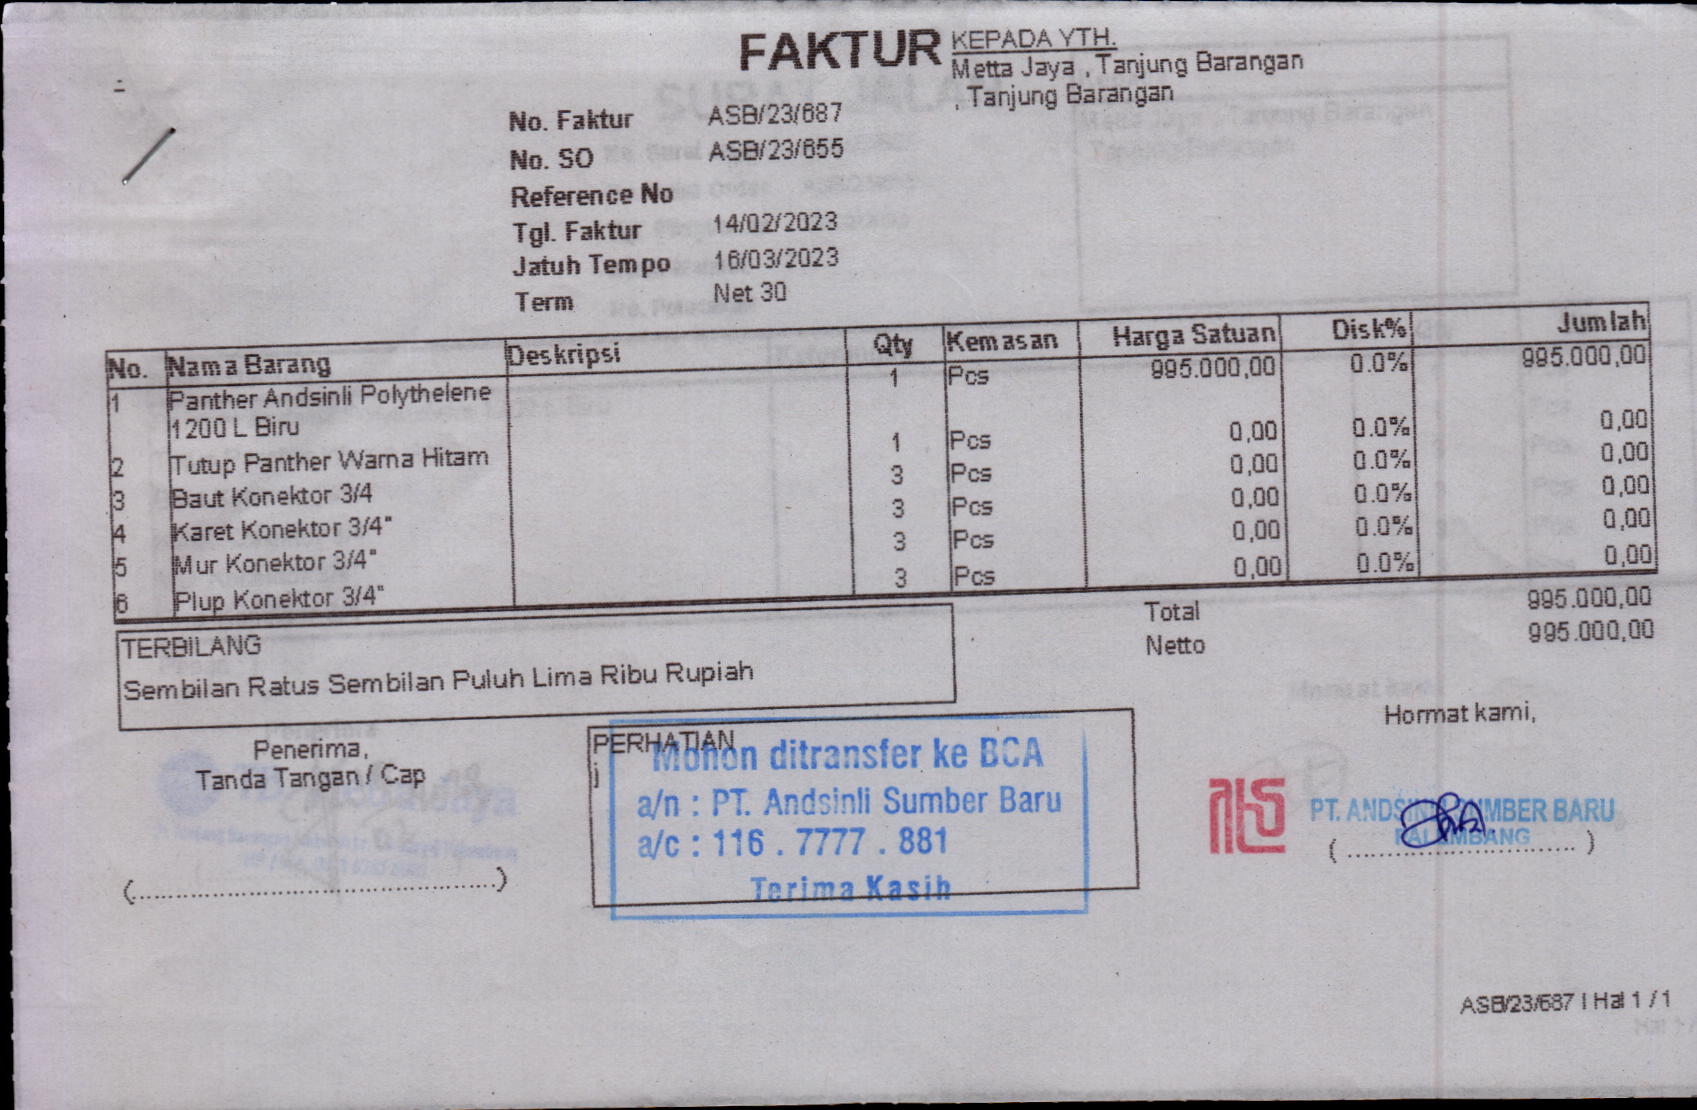 FAKTUR
KEPADA YTH.
Metta Jaya , Tanjung Barangan
, Tanjung Barangan
No. Faktur ASB/23/687
No. SO ASB/23/655
Reference No
Tgl. Faktur 14/02/2023
Jatuh Tempo 16/03/2023
Term Net 30
No. Nama Barang Deskripsi Qty Kemasan Harga Satuan Disk% Jumlah
1 Panther Andsinli Polythelene 1 Pcs 995.000,00 0.0% 995.000,00
1200 L Biru
2 Tutup Panther Warna Hitam 1 Pcs 0,00 0.0% 0,00
3 Baut Konektor 3/4 3 Pcs 0,00 0.0% 0,00
4 Karet Konektor 3/4" 3 Pcs 0,00 0.0% 0,00
5 Mur Konektor 3/4" 3 Pcs 0,00 0.0% 0,00
6 Plup Konektor 3/4" 3 Pcs 0,00 0.0% 0,00
Total 995.000,00
Netto 995.000,00
TERBILANG
Sembilan Ratus Sembilan Puluh Lima Ribu Rupiah
Penerima,
Tanda Tangan / Cap
(..................................................)
PERHATIAN
j
Mohon ditransfer ke BCA
a/n : PT. Andsinli Sumber Baru
a/c : 116 . 7777 . 881
Terima Kasih
Hormat kami,
PT. ANDSINLI SUMBER BARU
PALEMBANG
( ................................ )
ASB/23/687 | Hal 1 / 1